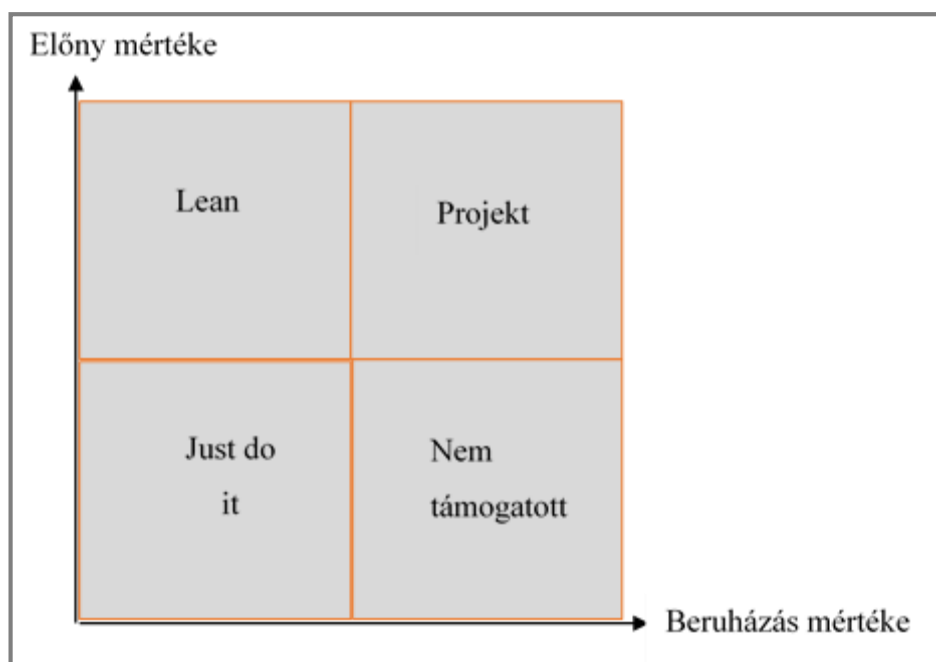 Előny mértéke
Lean
Projekt
Just do
it
Nem
támogatott
Beruházás mértéke